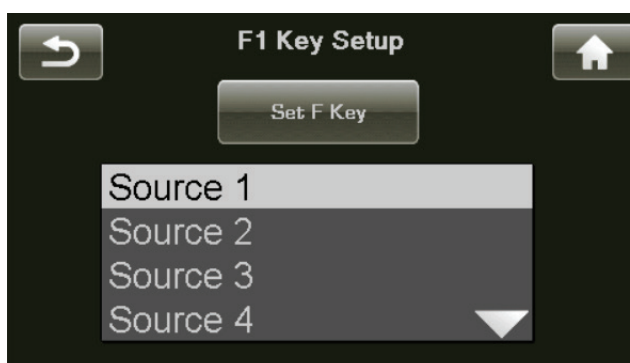 F1 Key Setup
Set F Key
Source 1
Source 2
Source 3
Source 4